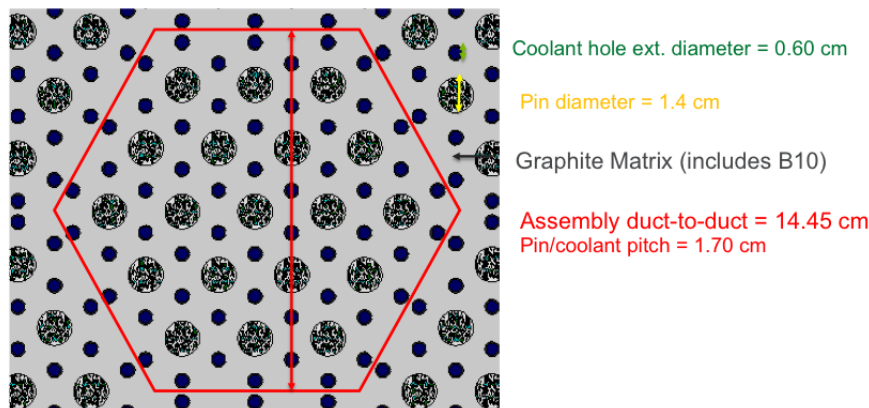 Coolant hole ext. diameter = 0.60 cm
Pin diameter = 1.4 cm
Graphite Matrix (includes B10)
Assembly duct-to-duct = 14.45 cm
Pin/coolant pitch = 1.70 cm